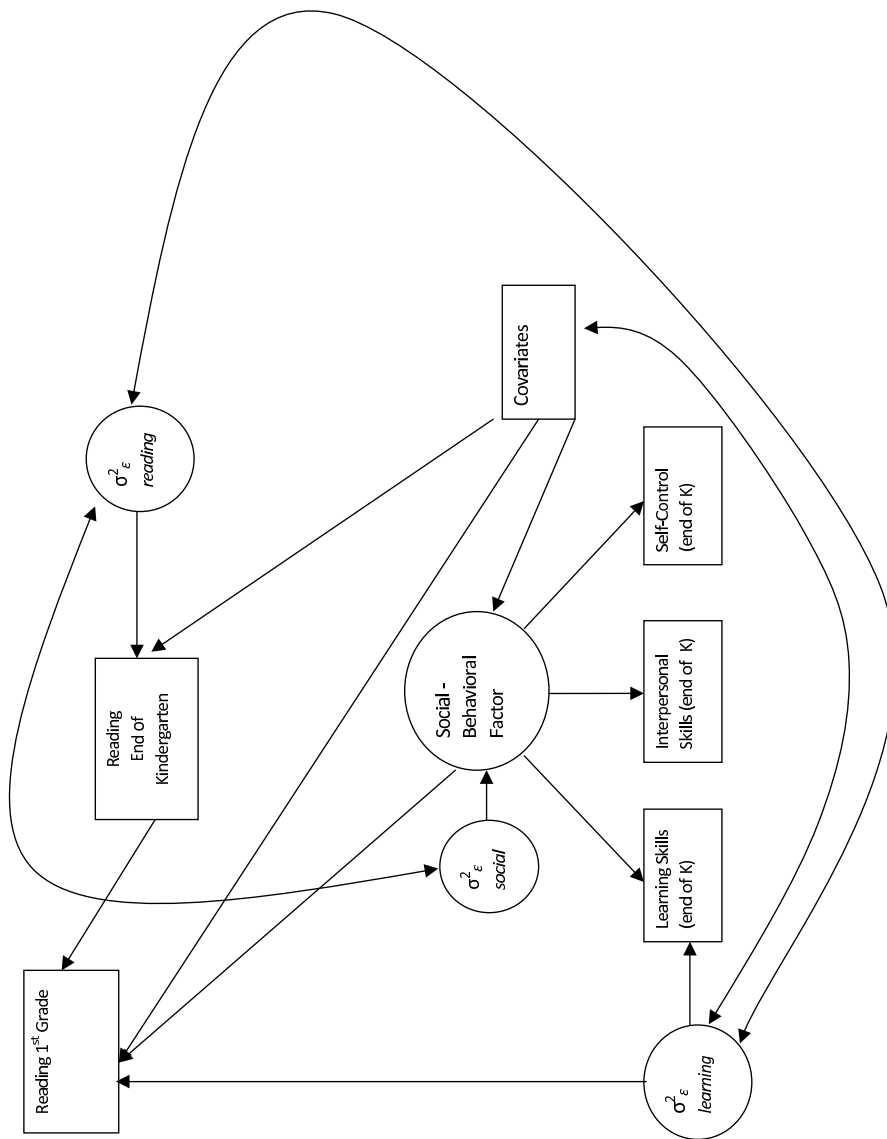 σ²ε
reading
Covariates
Reading
End of
Kindergarten
Social -
Behavioral
Factor
Self-Control
(end of K)
Interpersonal
Skills (end of K)
Learning Skills
(end of K)
σ²ε
social
Reading 1st Grade
σ²ε
learning